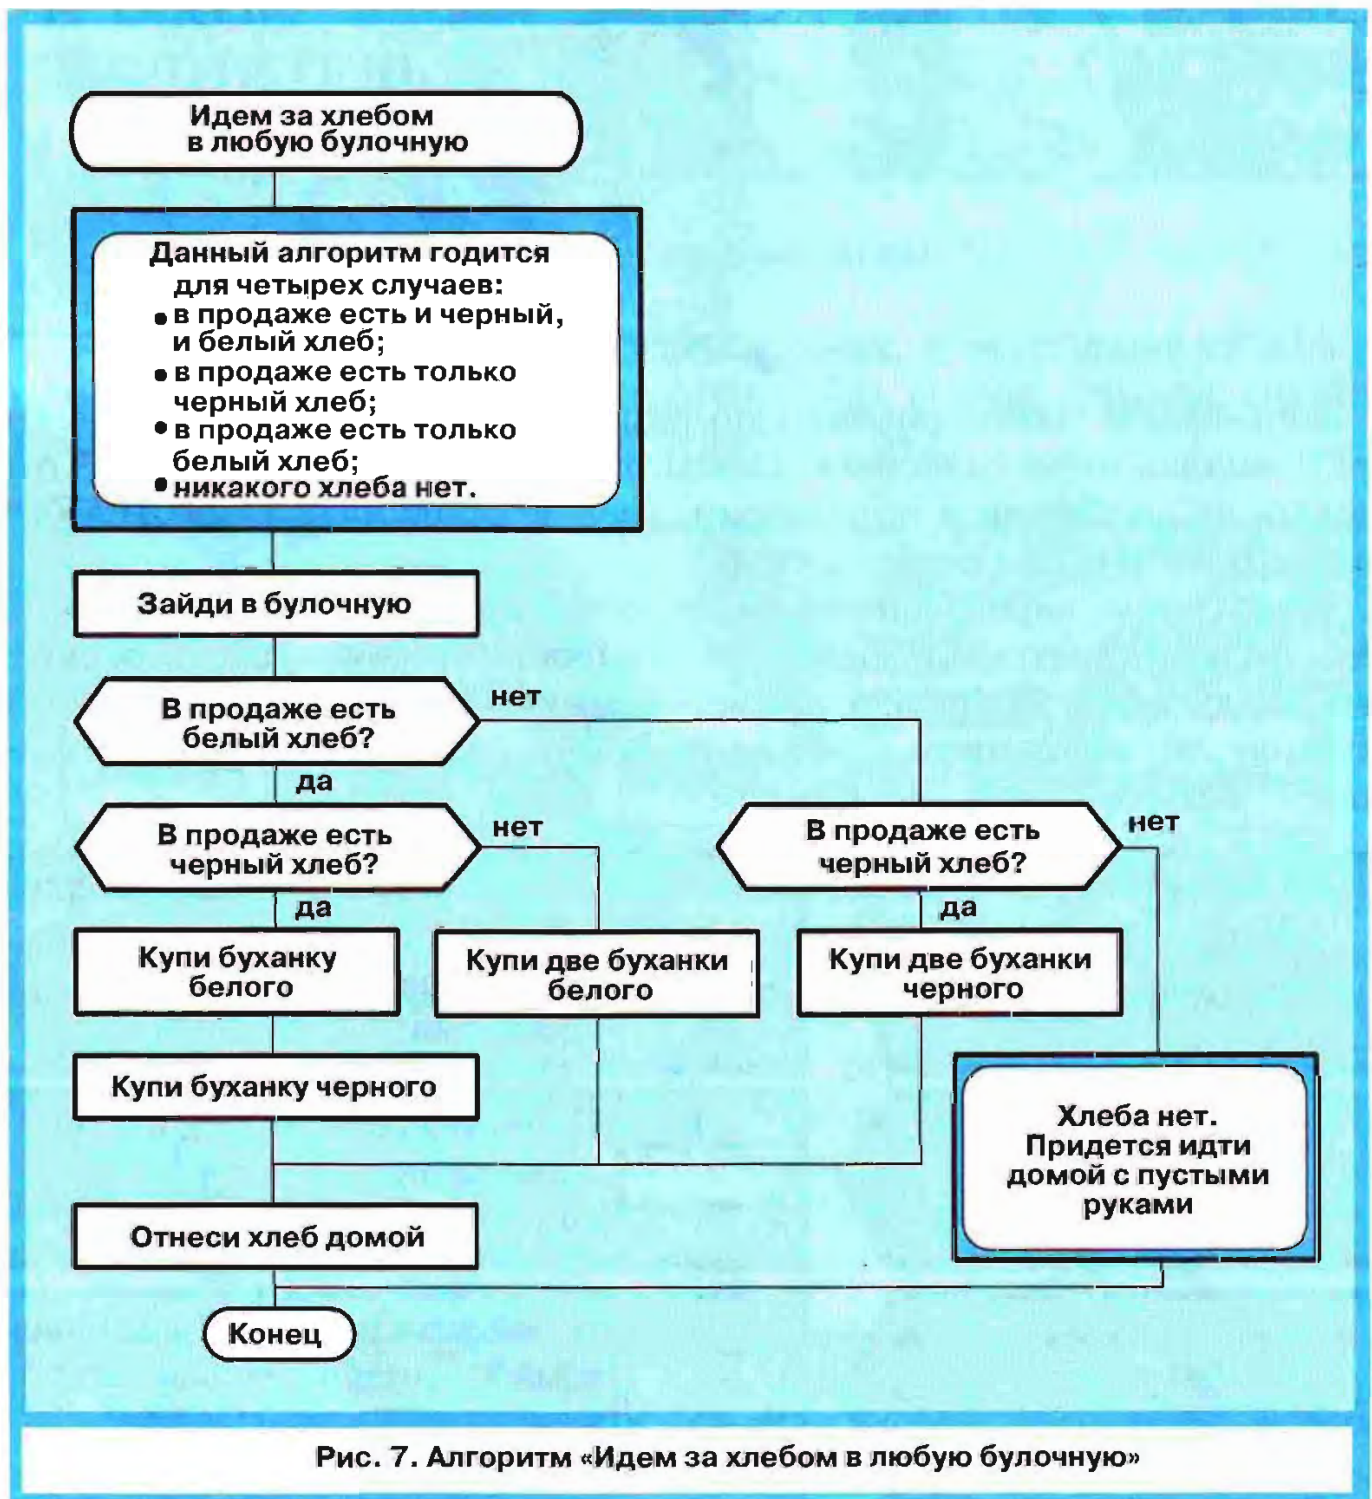 Идем за хлебом
в любую булочную
Данный алгоритм годится
для четырех случаев:
• в продаже есть и черный,
и белый хлеб;
• в продаже есть только
черный хлеб;
• в продаже есть только
белый хлеб;
• никакого хлеба нет.
Зайди в булочную
В продаже есть
белый хлеб?
нет
да
В продаже есть
черный хлеб?
нет
да
В продаже есть
черный хлеб?
нет
да
Купи буханку
белого
Купи две буханки
белого
Купи две буханки
черного
Купи буханку черного
Хлеба нет.
Придется идти
домой с пустыми
руками
Отнеси хлеб домой
Конец
Рис. 7. Алгоритм «Идем за хлебом в любую булочную»